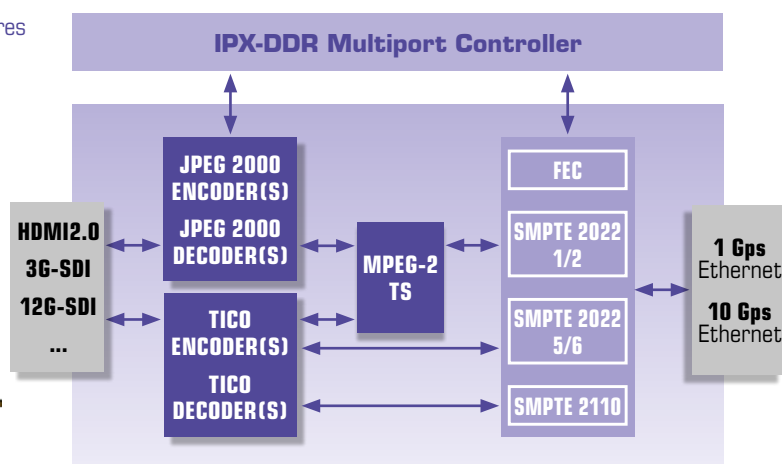 IPX-DDR Multiport Controller
JPEG 2000
ENCODER(S)
JPEG 2000
DECODER(S)
FEC
HDMI2.0
3G-SDI
12G-SDI
...
MPEG-2
TS
SMPTE 2022
1/2
SMPTE 2022
5/6
SMPTE 2110
1 Gps
Ethernet
10 Gps
Ethernet
TICO
ENCODER(S)
TICO
DECODER(S)